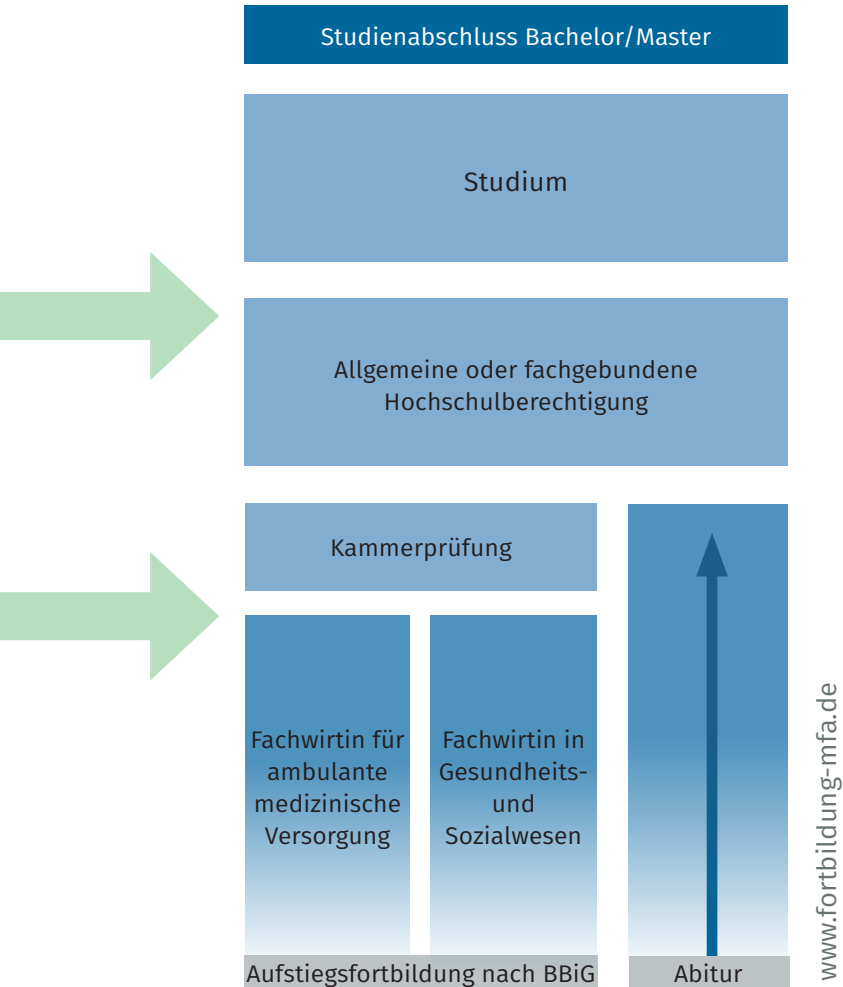 Studienabschluss Bachelor/Master
Studium
Allgemeine oder fachgebundene
Hochschulberechtigung
Kammerprüfung
Fachwirtin für
ambulante
medizinische
Versorgung
Fachwirtin in
Gesundheits-
und
Sozialwesen
Aufstiegsfortbildung nach BBiG
Abitur
www.fortbildung-mfa.de